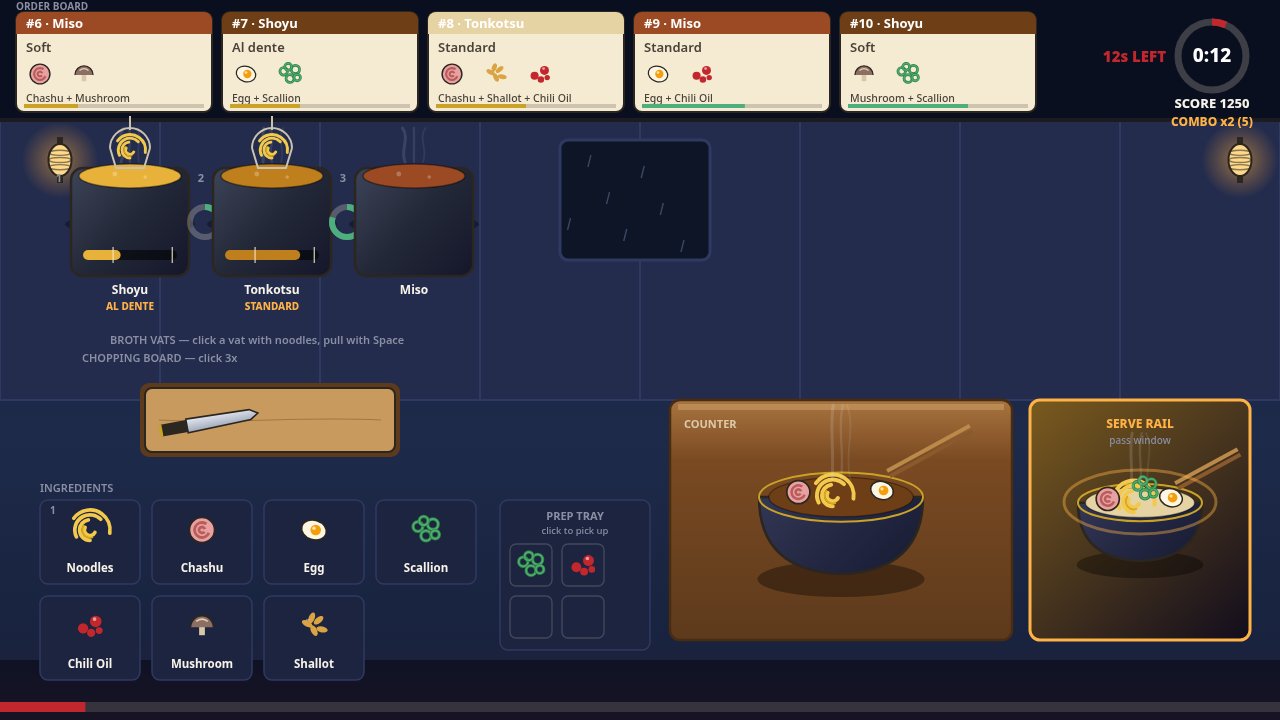 ORDER BOARD
#6 · Miso
Soft
Chashu + Mushroom
#7 · Shoyu
Al dente
Egg + Scallion
#8 · Tonkotsu
Standard
Chashu + Shallot + Chili Oil
#9 · Miso
Standard
Egg + Chili Oil
#10 · Shoyu
Soft
Mushroom + Scallion
12s LEFT
0:12
SCORE 1250
COMBO x2 (5)
2
3
Shoyu
AL DENTE
Tonkotsu
STANDARD
Miso
BROTH VATS — click a vat with noodles, pull with Space
CHOPPING BOARD — click 3x
COUNTER
SERVE RAIL
pass window
INGREDIENTS
1
Noodles
Chashu
Egg
Scallion
Chili Oil
Mushroom
Shallot
PREP TRAY
click to pick up